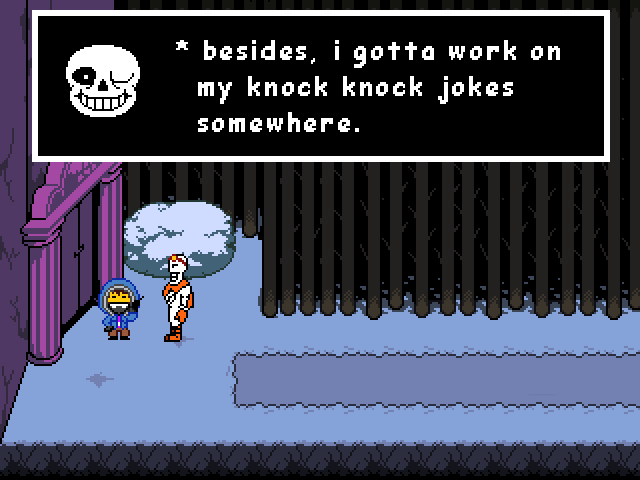 * besides, i gotta work on
my knock knock jokes
somewhere.